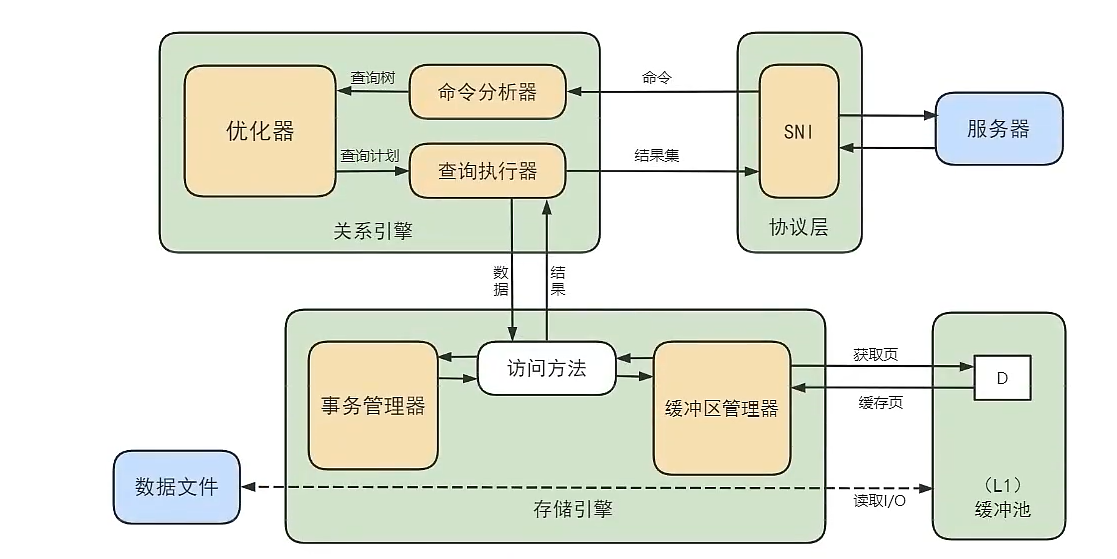 查询树
命令分析器
命令
优化器
SNI
服务器
查询计划
查询执行器
结果集
关系引擎
协议层
数据
结果
访问方法
获取页
D
事务管理器
缓冲区管理器
缓存页
数据文件
读取I/O
（L1）
缓冲池
存储引擎